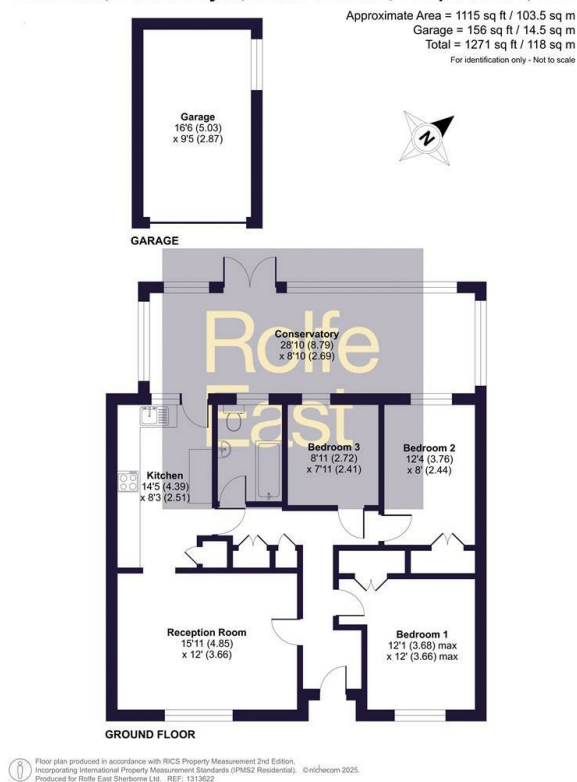 Approximate Area = 1115 sq ft / 103.5 sq m
Garage = 156 sq ft / 14.5 sq m
Total = 1271 sq ft / 118 sq m
For identification only - Not to scale
Garage
16'6 (5.03)
x 9'5 (2.87)
N
GARAGE
Rolfe
East
Conservatory
28'10 (8.79)
x 8'10 (2.69)
Kitchen
14'5 (4.39)
x 8'3 (2.51)
Bedroom 3
8'11 (2.72)
x 7'11 (2.41)
Bedroom 2
12'4 (3.76)
x 8' (2.44)
Reception Room
15'11 (4.85)
x 12' (3.66)
Bedroom 1
12'1 (3.68) max
x 12' (3.66) max
GROUND FLOOR
Floor plan produced in accordance with RICS Property Measurement 2nd Edition,
Incorporating International Property Measurement Standards (IPMS2 Residential). ©nichecom 2025.
Produced for Rolfe East Sherborne Ltd. REF: 1313622